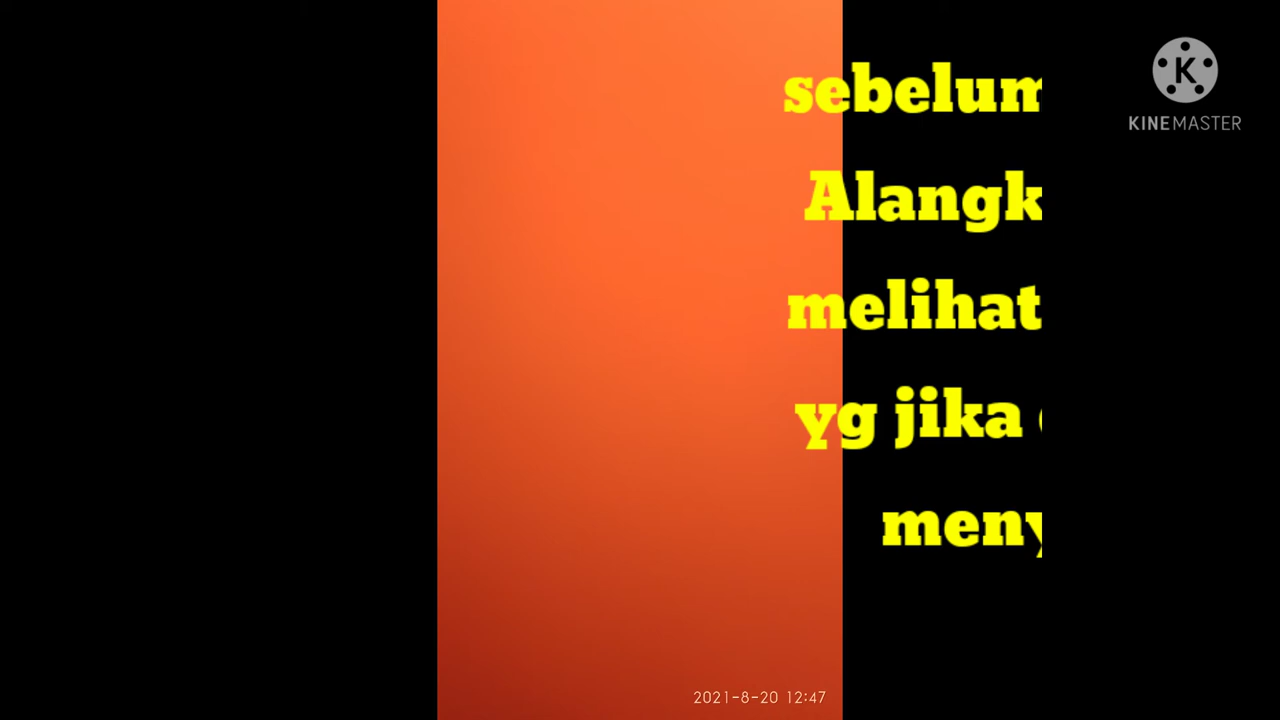 sebelum
Alangk
melihat
yg jika
meny
KINEMASTER
2021-8-20 12:47